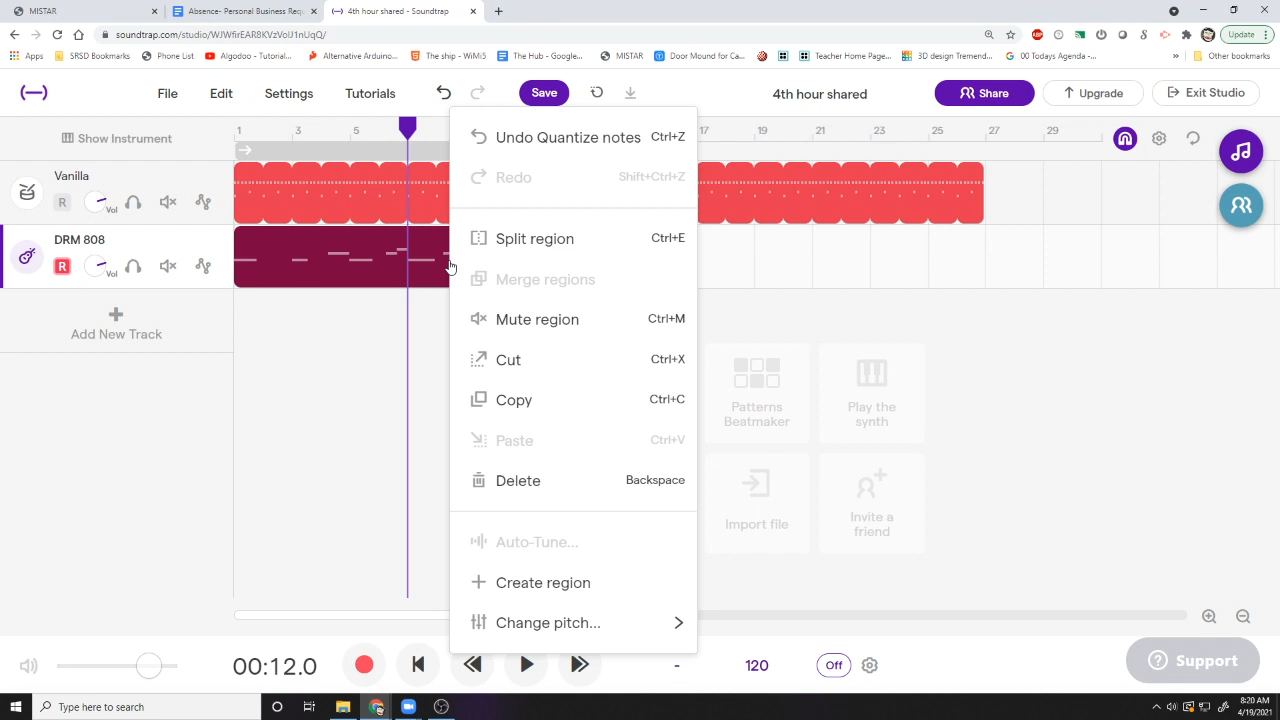 MISTAR
Absence- Personal Business Requ
4th hour shared - Soundtrap
soundtrap.com/studio/WJWfirEAR8KVzVolJ1nUqQ/
Update
Apps
SRSD Bookmarks
Phone List
Algodoo - Tutorial...
Alternative Arduino...
The ship - WiMi5
The Hub - Google...
MISTAR
Door Mound for Ca...
Teacher Home Page...
3D design Tremend...
00 Todays Agenda -...
»
Other bookmarks
File
Edit
Settings
Tutorials
Save
4th hour shared
Share
Upgrade
Exit Studio
Show Instrument
1
3
5
17
19
21
23
25
27
29
Vanilla
R
Vol
DRM 808
R
Vol
Add New Track
Undo Quantize notes Ctrl+Z
Redo Shift+Ctrl+Z
Split region Ctrl+E
Merge regions
Mute region Ctrl+M
Cut Ctrl+X
Copy Ctrl+C
Paste Ctrl+V
Delete Backspace
Auto-Tune...
Create region
Change pitch...
Patterns
Beatmaker
Play the
synth
Import file
Invite a
friend
00:12.0
-
120
Off
Support
Type here to search
8:20 AM
4/19/2021